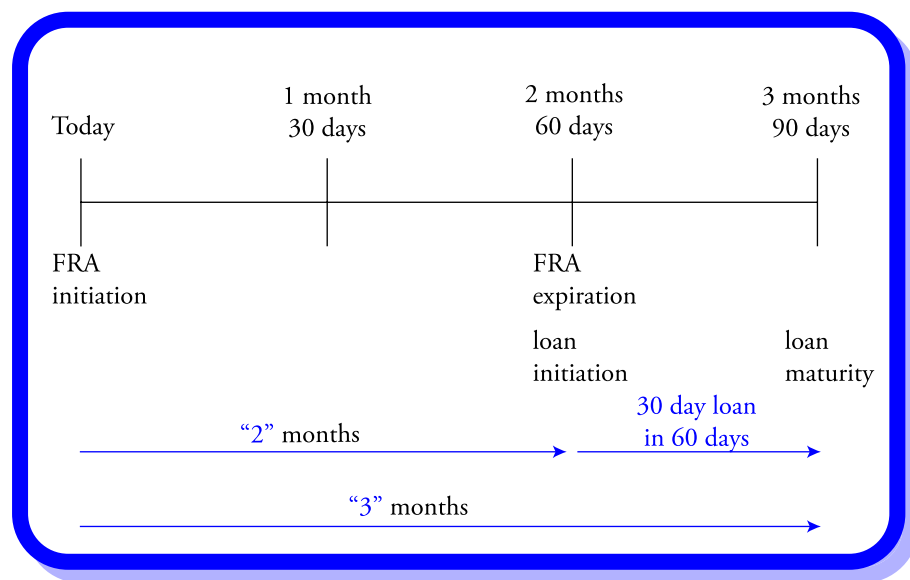 1 month
2 months
3 months
Today
30 days
60 days
90 days
FRA
initiation
FRA
expiration
loan
initiation
loan
maturity
30 day loan
in 60 days
“2” months
“3” months